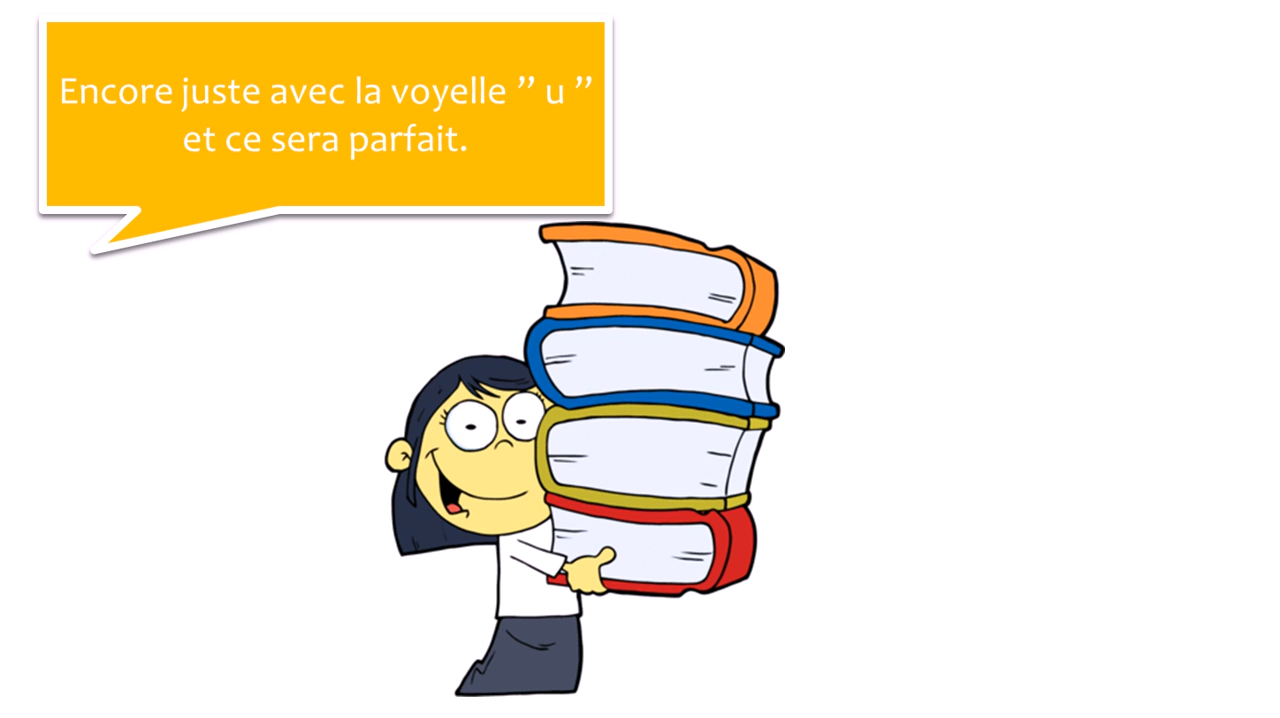 Encore juste avec la voyelle ” u ”
et ce sera parfait.